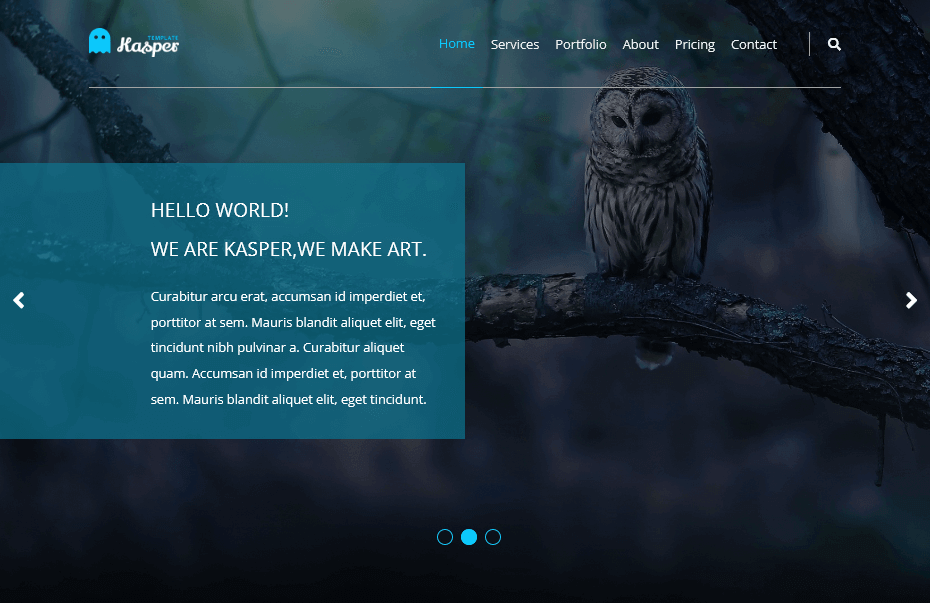 TEMPLATE
Kasper
Home Services Portfolio About Pricing Contact
HELLO WORLD!
WE ARE KASPER,WE MAKE ART.
Curabitur arcu erat, accumsan id imperdiet et,
porttitor at sem. Mauris blandit aliquet elit, eget
tincidunt nibh pulvinar a. Curabitur aliquet
quam. Accumsan id imperdiet et, porttitor at
sem. Mauris blandit aliquet elit, eget tincidunt.